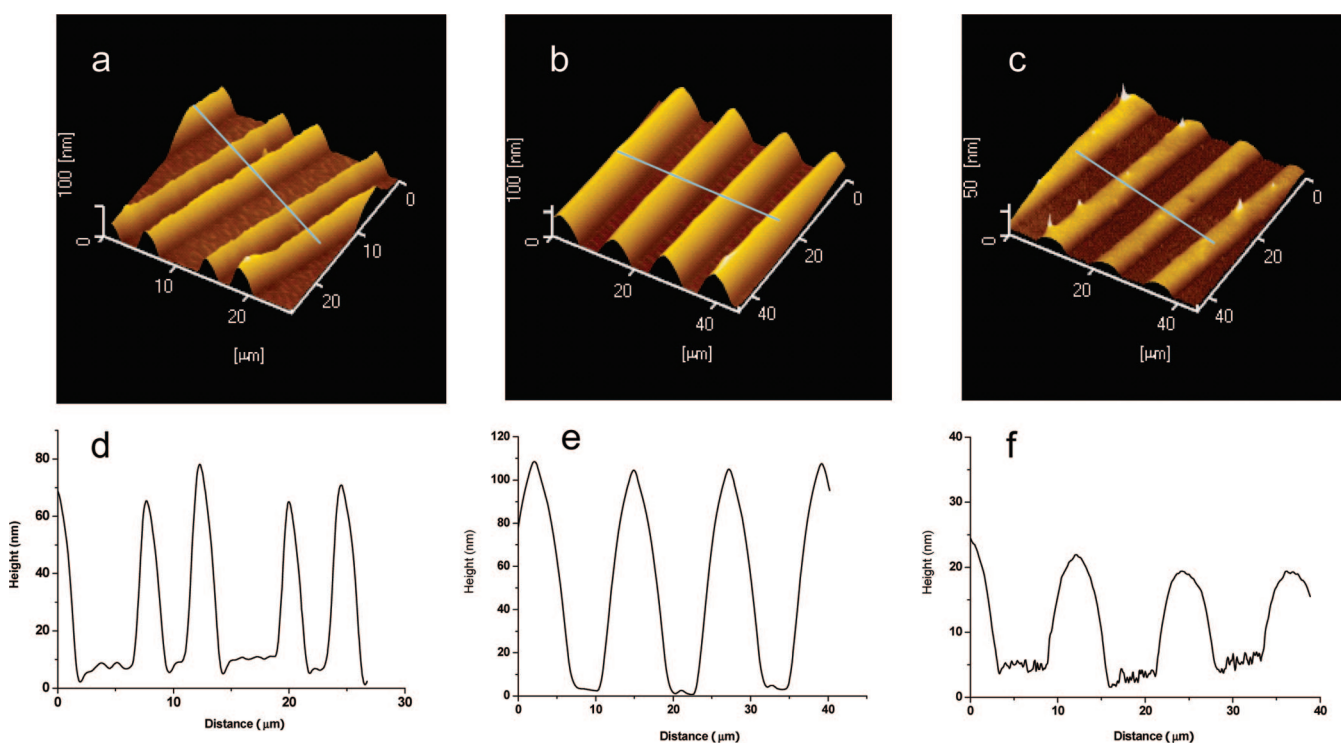 a
100 [nm]
0
0
10
20
10
20
[μm]
b
100 [nm]
0
0
20
40
20
40
[μm]
c
50 [nm]
0
0
20
40
20
40
[μm]
d
80
60
40
20
0
Height (nm)
0 10 20 30
Distance (μm)
e
120
100
80
60
40
20
0
Height (nm)
0 10 20 30 40
Distance (μm)
f
40
30
20
10
0
Height (nm)
0 10 20 30 40
Distance (μm)